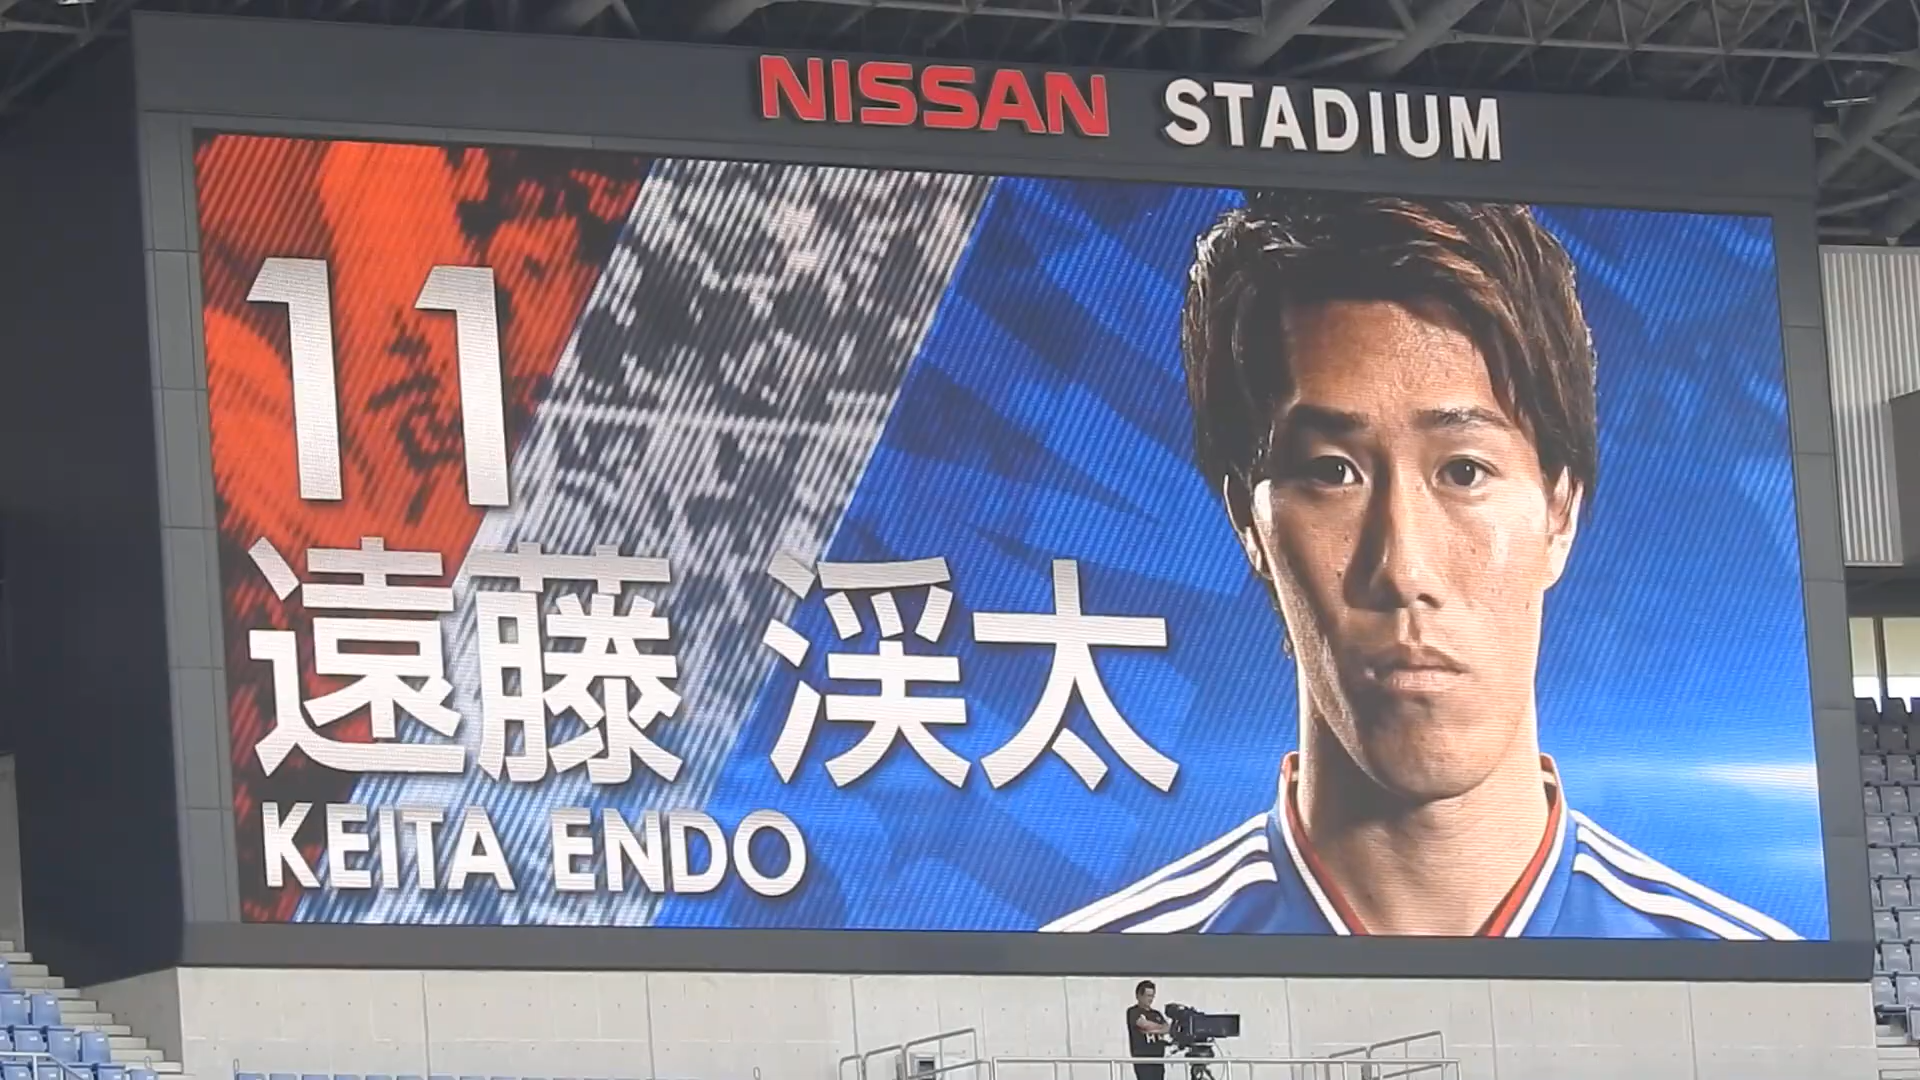 NISSAN STADIUM
11
遠藤 渓太
KEITA ENDO